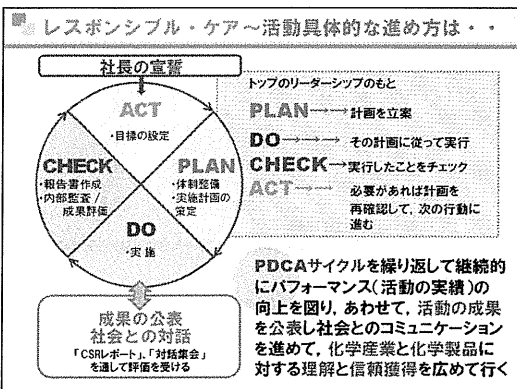 レスポンシブル・ケア～活動具体的な進め方は・・
社長の宣誓
ACT
・目標の設定
CHECK
・報告書作成
・内部監査/
成果評価
PLAN
・体制整備
・実施計画の
策定
DO
・実施
成果の公表
社会との対話
「CSRレポート」、「対話集会」
を通して評価を受ける
トップのリーダーシップのもと
PLAN→→計画を立案
DO→→→その計画に従って実行
CHECK→実行したことをチェック
ACT→→必要があれば計画を
再確認して、次の行動に
進む
PDCAサイクルを繰り返して継続的
にパフォーマンス(活動の実績)の
向上を図り，あわせて，活動の成果
を公表し社会とのコミュニケーション
を進めて，化学産業と化学製品に
対する理解と信頼獲得を広めて行く